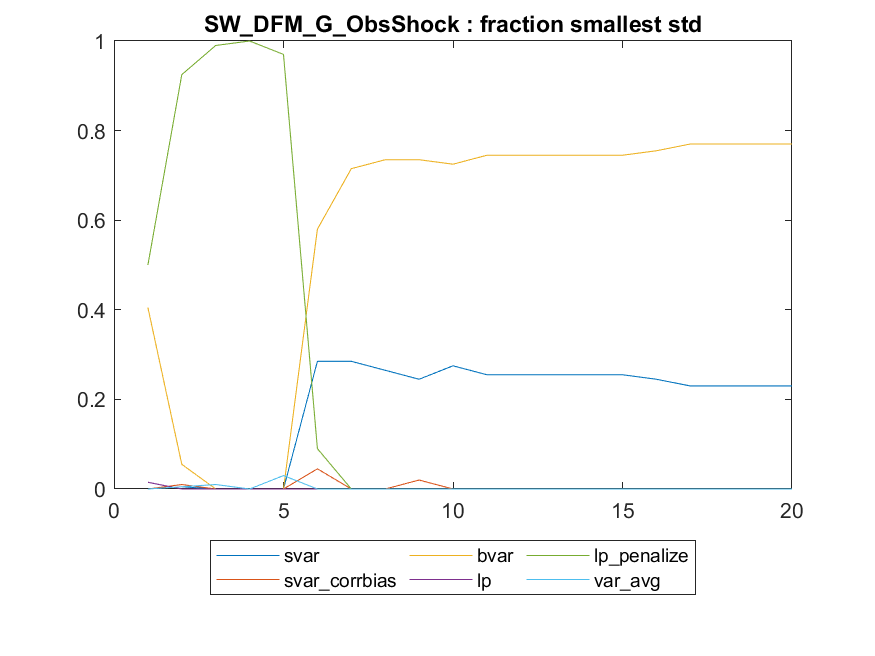 SW_DFM_G_ObsShock : fraction smallest std
1
0.8
0.6
0.4
0.2
0
0 5 10 15 20
svar bvar lp_penalize
svar_corrbias lp var_avg